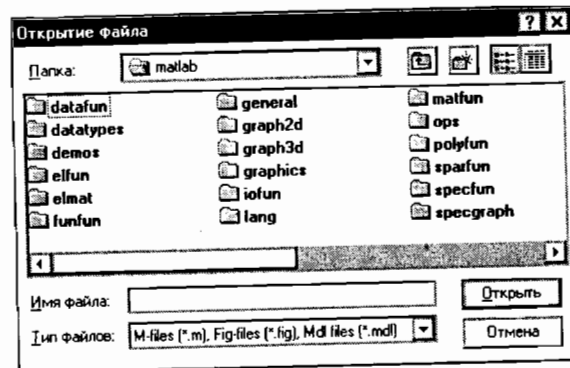 Открытие файла
Папка: matlab
datafun general matfun
datatypes graph2d ops
demos graph3d polyfun
elfun graphics sparfun
elmat iofun specfun
funfun lang specgraph
Имя файла: Открыть
Тип файлов: M-files (*.m), Fig-files (*.fig), Mdl files (*.mdl) Отмена